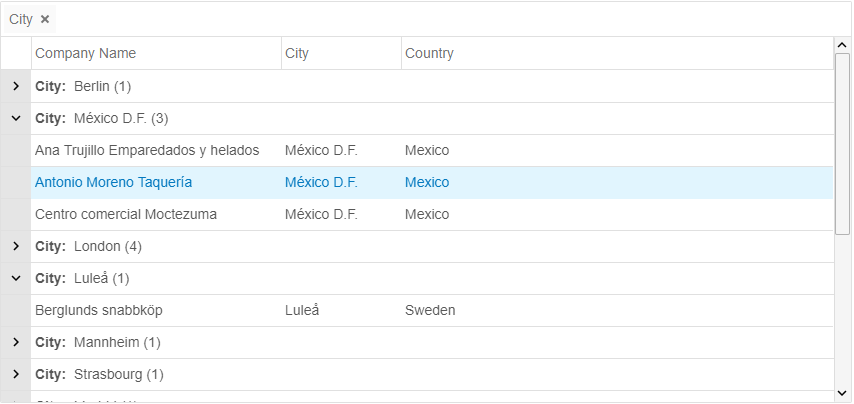 City ×
Company Name City Country
City: Berlin (1)
City: México D.F. (3)
Ana Trujillo Emparedados y helados México D.F. Mexico
Antonio Moreno Taquería México D.F. Mexico
Centro comercial Moctezuma México D.F. Mexico
City: London (4)
City: Luleå (1)
Berglunds snabbköp Luleå Sweden
City: Mannheim (1)
City: Strasbourg (1)